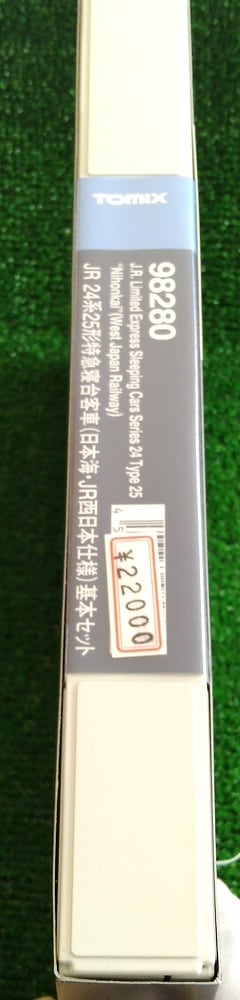 TOMIX
98280
J.R. Limited Express Sleeping Cars Series 24 Type 25
"Nihonkai"(West Japan Railway)
JR 24系25形特急寝台客車(日本海・JR西日本仕様)基本セット
4 5
¥22000